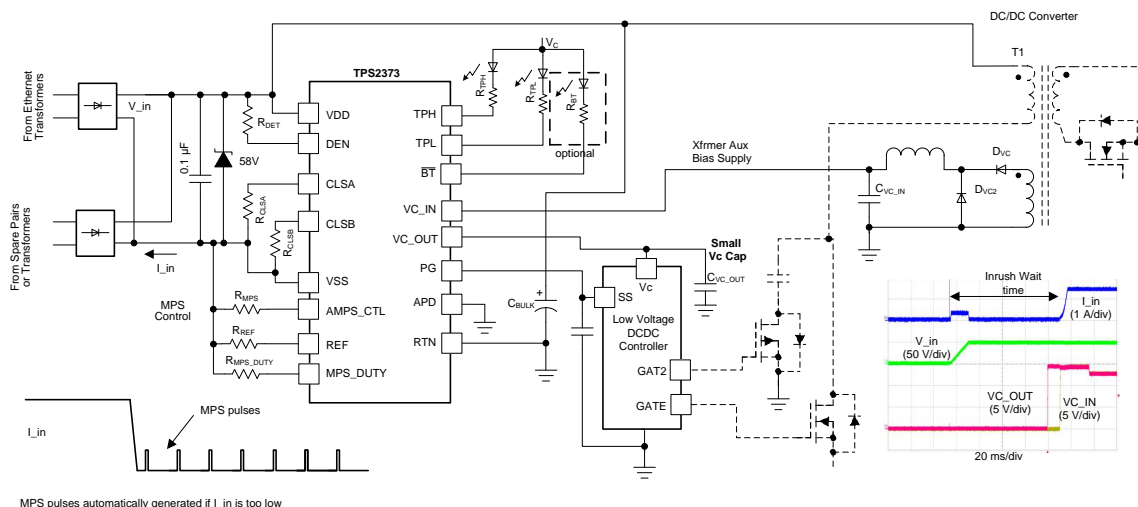 DC/DC Converter
T1
TPS2373
From Ethernet
Transformers
V_in
0.1 µF
RDET
58V
VDD
DEN
CLSA
CLSB
VSS
AMPS_CTL
REF
MPS_DUTY
TPH
TPL
BT
VC_IN
VC_OUT
PG
APD
RTN
VC
RTPH
RTPL
RBT
optional
Xfrmer Aux
Bias Supply
CVC_IN
DVC
DVC2
From Spare Pairs
or Transformers
I_in
RCLSA
RCLSB
MPS
Control
RMPS
RREF
RMPS_DUTY
CBULK
+
Small
Vc Cap
CVC_OUT
Vc
SS
Low Voltage
DCDC
Controller
GAT2
GATE
Inrush Wait
time
I_in
(1 A/div)
V_in
(50 V/div)
VC_OUT
(5 V/div)
VC_IN
(5 V/div)
20 ms/div
I_in
MPS pulses
MPS pulses automatically generated if I_in is too low